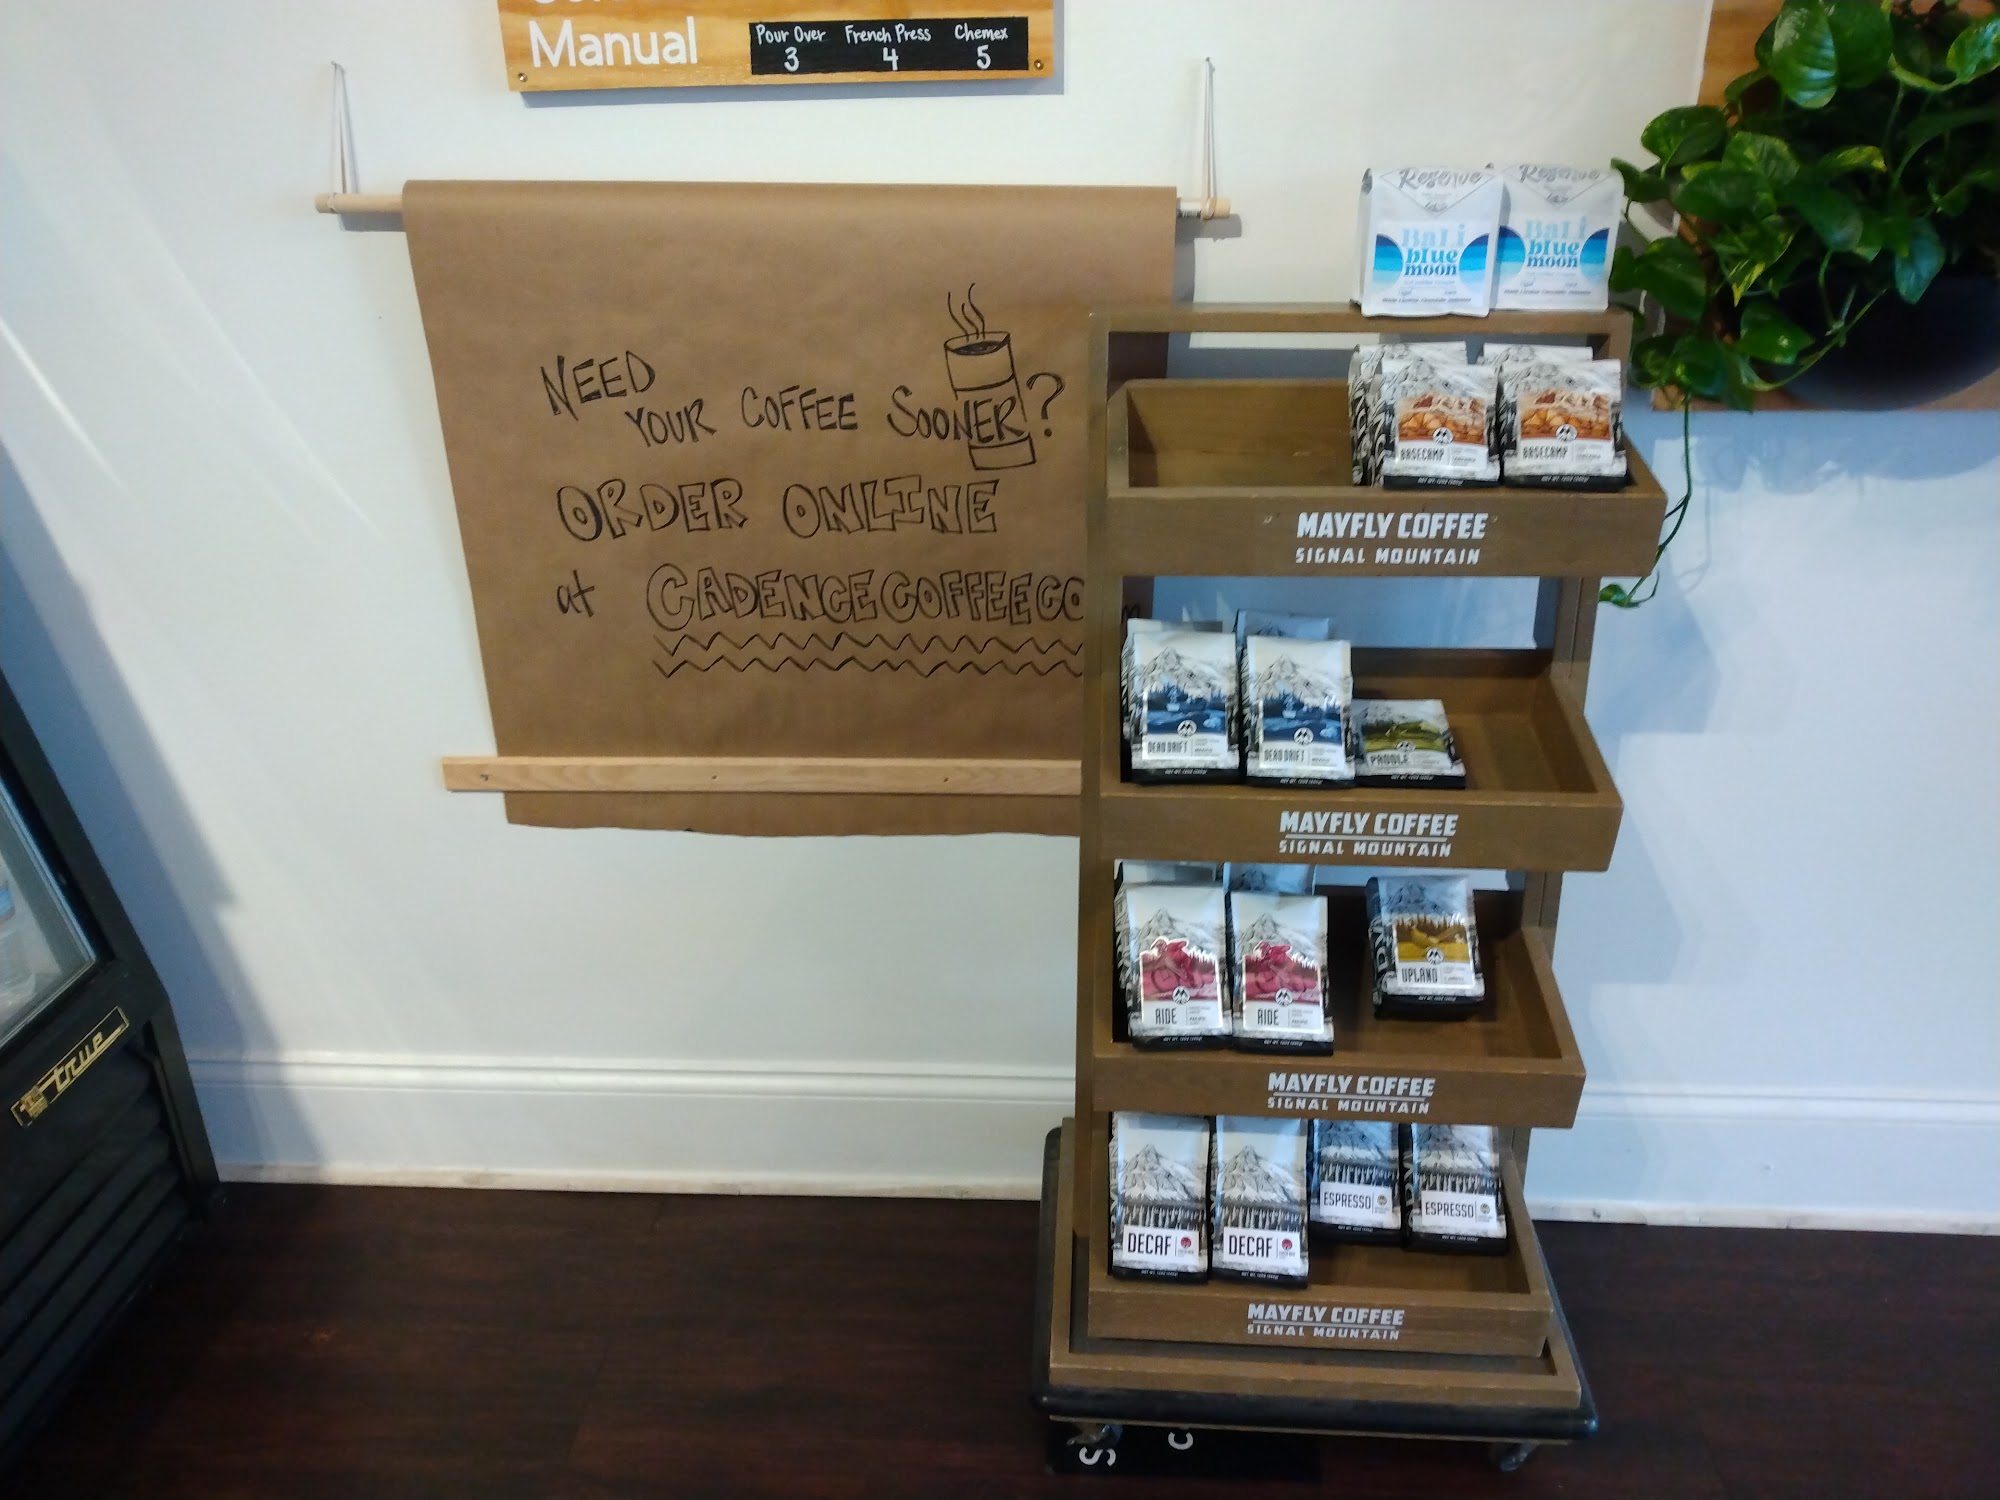 Manual
Pour Over French Press Chemex
3 4 5
NEED
YOUR COFFEE SOONER?
ORDER ONLINE
at CADENCECOFFEECO
Reserve Reserve
Bali Bali
blue blue
moon moon
BASECAMP BASECAMP
MAYFLY COFFEE
SIGNAL MOUNTAIN
DEAD DRIFT DEAD DRIFT PADDLE
MAYFLY COFFEE
SIGNAL MOUNTAIN
UPLAND
RIDE RIDE
MAYFLY COFFEE
SIGNAL MOUNTAIN
ESPRESSO ESPRESSO
DECAF DECAF
MAYFLY COFFEE
SIGNAL MOUNTAIN
true
S C